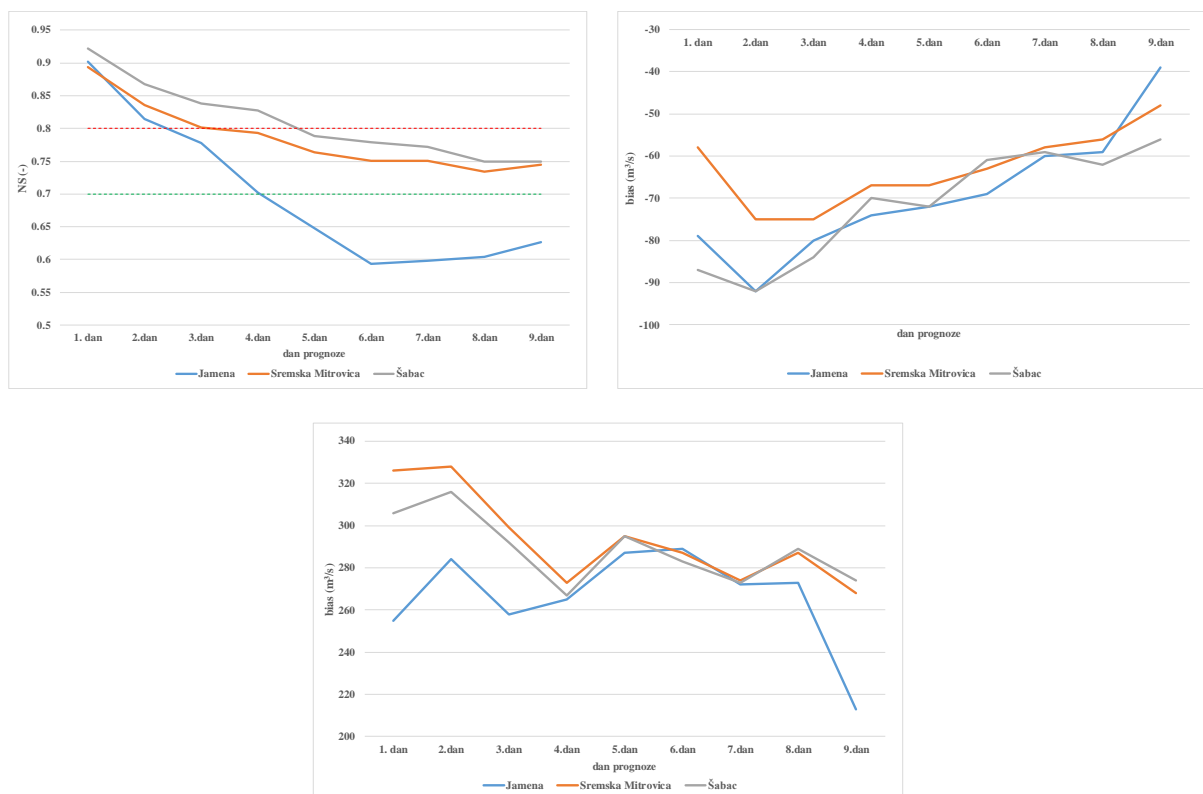 NS (-)
0.95
0.9
0.85
0.8
0.75
0.7
0.65
0.6
0.55
0.5
1. dan 2.dan 3.dan 4.dan 5.dan 6.dan 7.dan 8.dan 9.dan
dan prognoze
Jamena Sremska Mitrovica Šabac
bias (m³/s)
-30
-40
-50
-60
-70
-80
-90
-100
1. dan 2.dan 3.dan 4.dan 5.dan 6.dan 7.dan 8.dan 9.dan
dan prognoze
Jamena Sremska Mitrovica Šabac
bias (m³/s)
340
320
300
280
260
240
220
200
1. dan 2.dan 3.dan 4.dan 5.dan 6.dan 7.dan 8.dan 9.dan
dan prognoze
Jamena Sremska Mitrovica Šabac